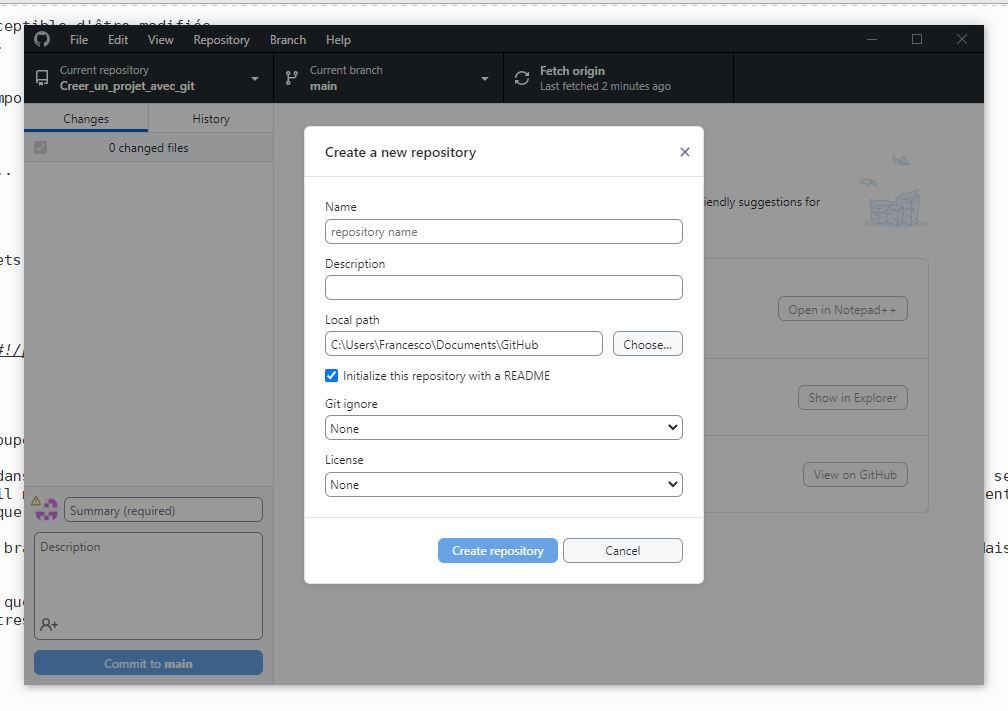 ceptible d'être modifiés
File Edit View Repository Branch Help
Current repository
Creer_un_projet_avec_git
Current branch
main
Fetch origin
Last fetched 2 minutes ago
Changes
History
0 changed files
Create a new repository
iendly suggestions for
Name
repository name
Description
Local path
C:\Users\Francesco\Documents\GitHub
Choose...
Initialize this repository with a README
Git ignore
None
License
None
Create repository
Cancel
Open in Notepad++
Show in Explorer
View on GitHub
Summary (required)
Description
Commit to main